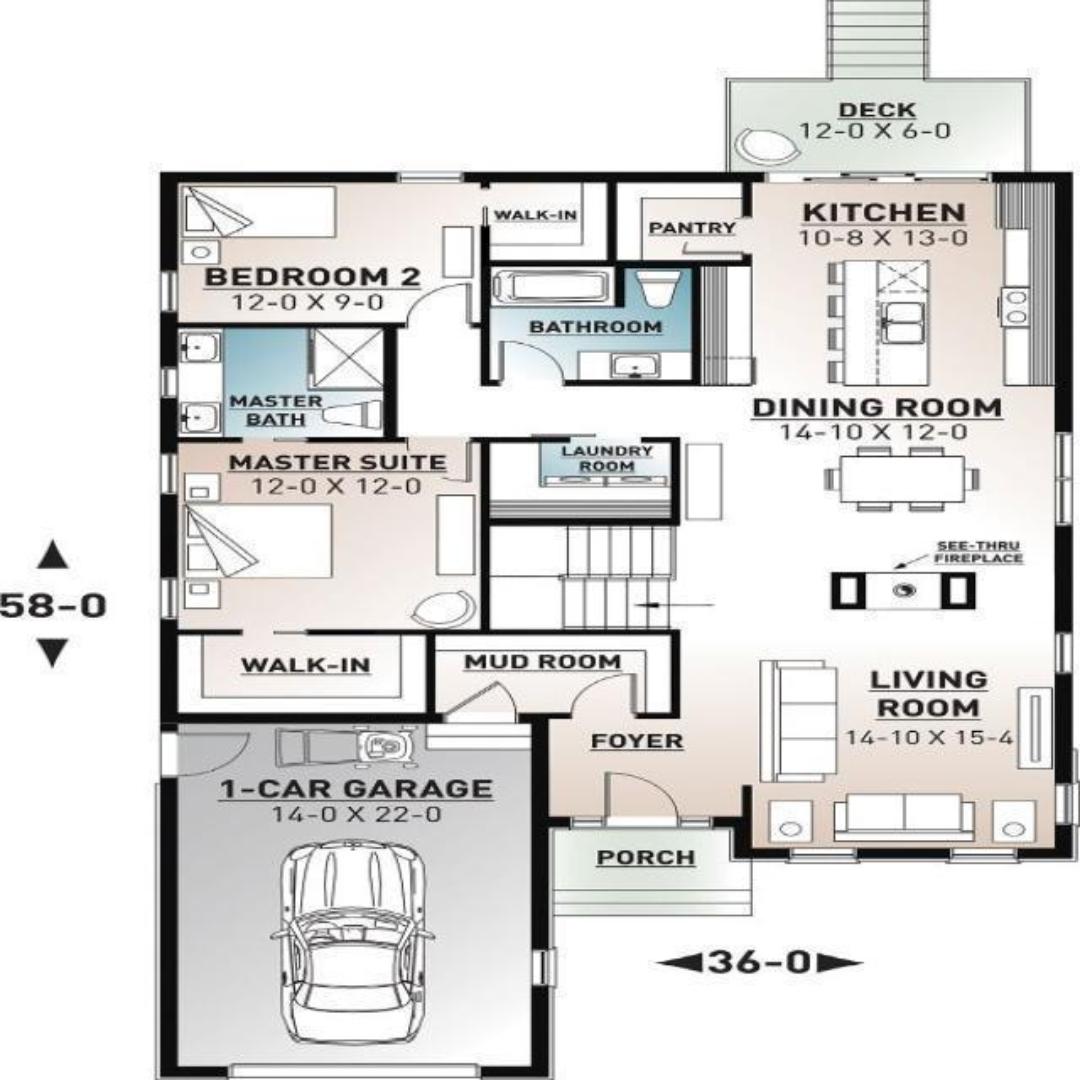 DECK
12-0 X 6-0
KITCHEN
10-8 X 13-0
WALK-IN
PANTRY
BEDROOM 2
12-0 X 9-0
BATHROOM
MASTER
BATH
DINING ROOM
14-10 X 12-0
MASTER SUITE
12-0 X 12-0
LAUNDRY
ROOM
SEE-THRU
FIREPLACE
58-0
WALK-IN
MUD ROOM
LIVING
ROOM
14-10 X 15-4
FOYER
1-CAR GARAGE
14-0 X 22-0
PORCH
36-0